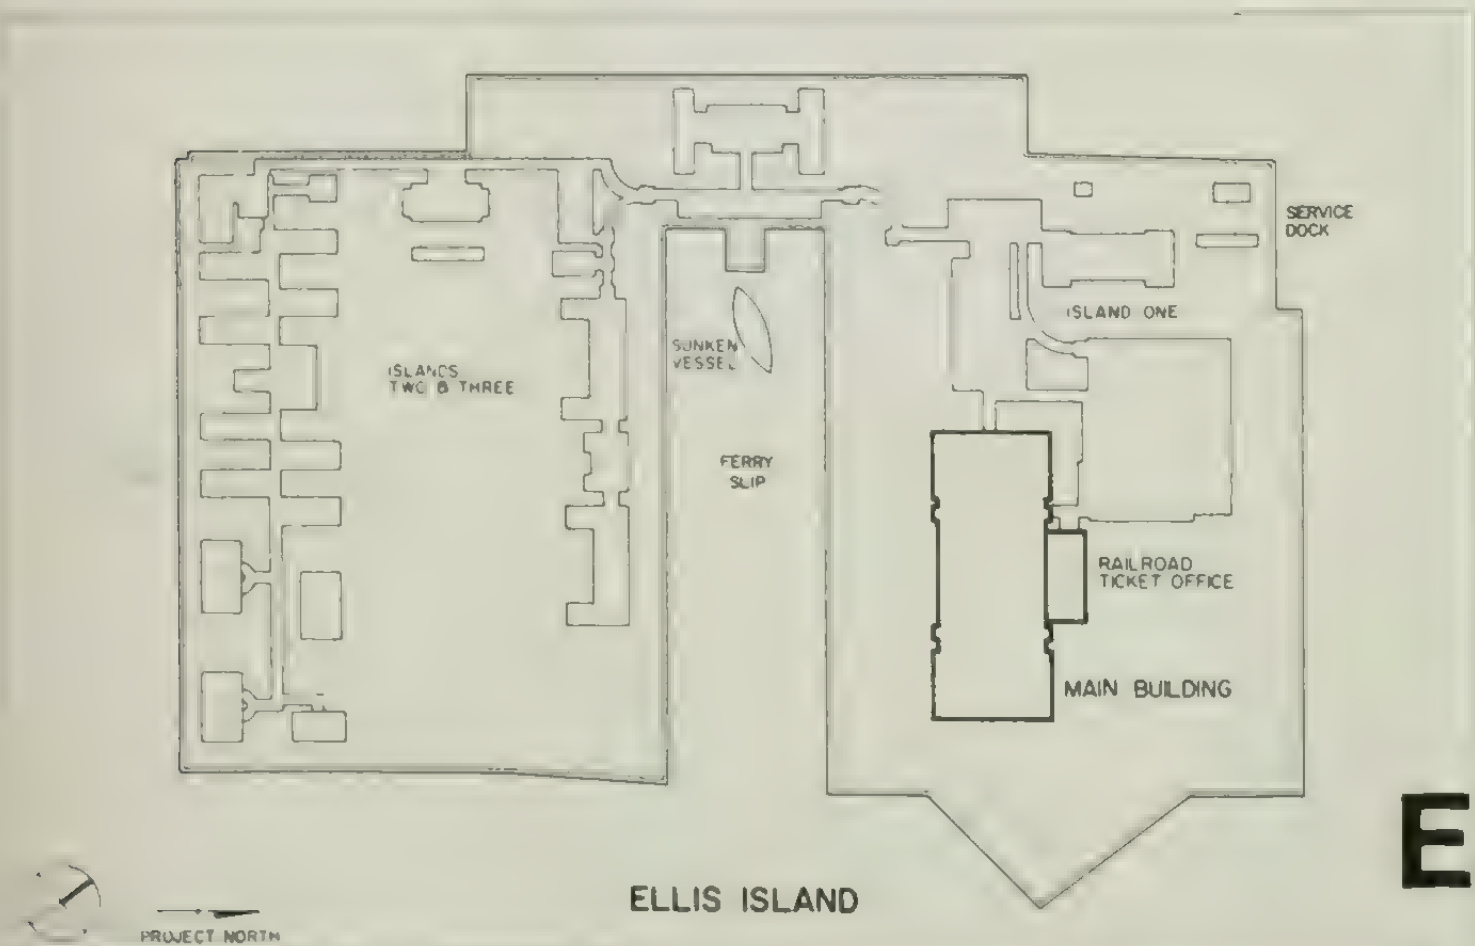 SERVICE
DOCK
ISLAND ONE
SUNKEN
VESSEL
ISLANDS
TWO & THREE
FERRY
SLIP
RAILROAD
TICKET OFFICE
MAIN BUILDING
E
ELLIS ISLAND
PROJECT NORTH